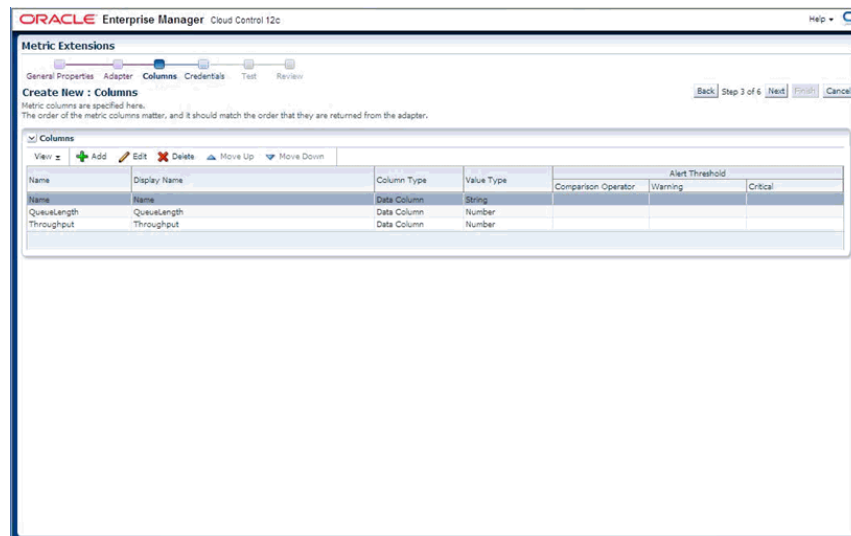 ORACLE Enterprise Manager Cloud Control 12c
Help
Metric Extensions
General Properties Adapter Columns Credentials Test Review
Create New : Columns
Back Step 3 of 6 Next Finish Cancel
Metric columns are specified here.
The order of the metric columns matter, and it should match the order that they are returned from the adapter.
Columns
View Add Edit Delete Move Up Move Down
Name Display Name Column Type Value Type Alert Threshold
Comparison Operator Warning Critical
Name Name Data Column String
QueueLength QueueLength Data Column Number
Throughput Throughput Data Column Number